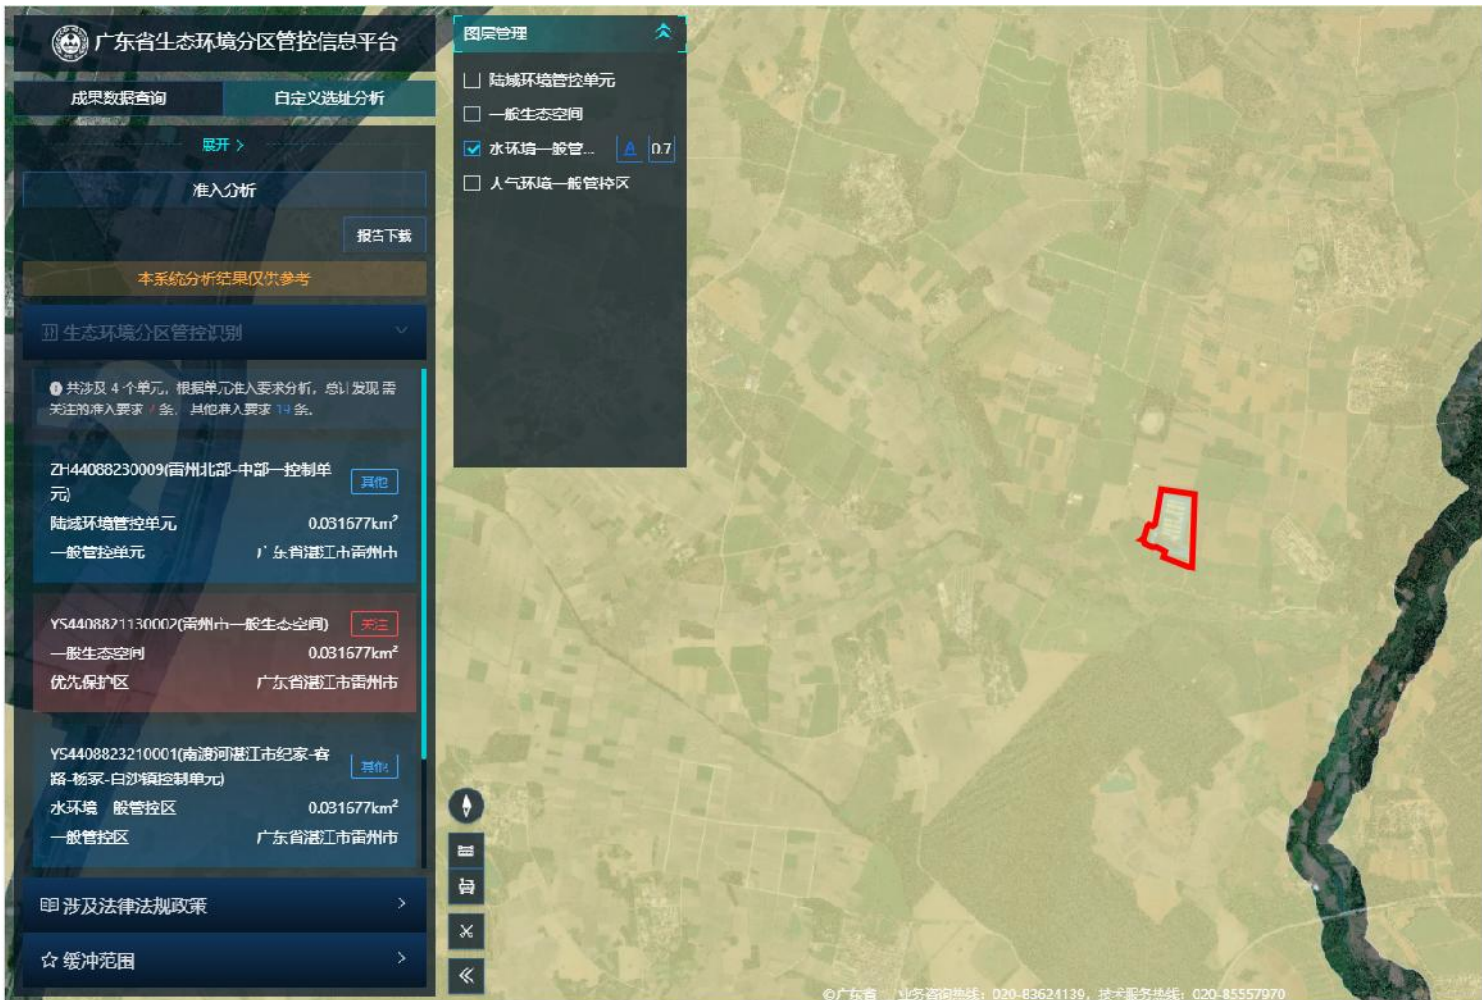 广东省生态环境分区管控信息平台
成果数据查询
自定义选址分析
展开 >
准入分析
报告下载
本系统分析结果仅供参考
生态环境分区管控识别
共涉及 4 个单元，根据单元准入要求分析，总计发现需
关注的准入要求 条，其他准入要求 19 条。
ZH44088230009(雷州北部-中部一控制单
元)
其他
陆域环境管控单元
0.031677km²
一般管控单元
广东省湛江市雷州市
YS4408821130002(雷州市一般生态空间)
关注
一般生态空间
0.031677km²
优先保护区
广东省湛江市雷州市
YS4408823210001(南渡河湛江市纪家-客
路-杨家-白沙镇控制单元)
其他
水环境一般管控区
0.031677km²
一般管控区
广东省湛江市雷州市
涉及法律法规政策
缓冲范围
图层管理
陆域环境管控单元
一般生态空间
水环境一般管...
0.7
大气环境一般管控区
©广东省 业务咨询热线：020-83624139，技术服务热线：020-85557970